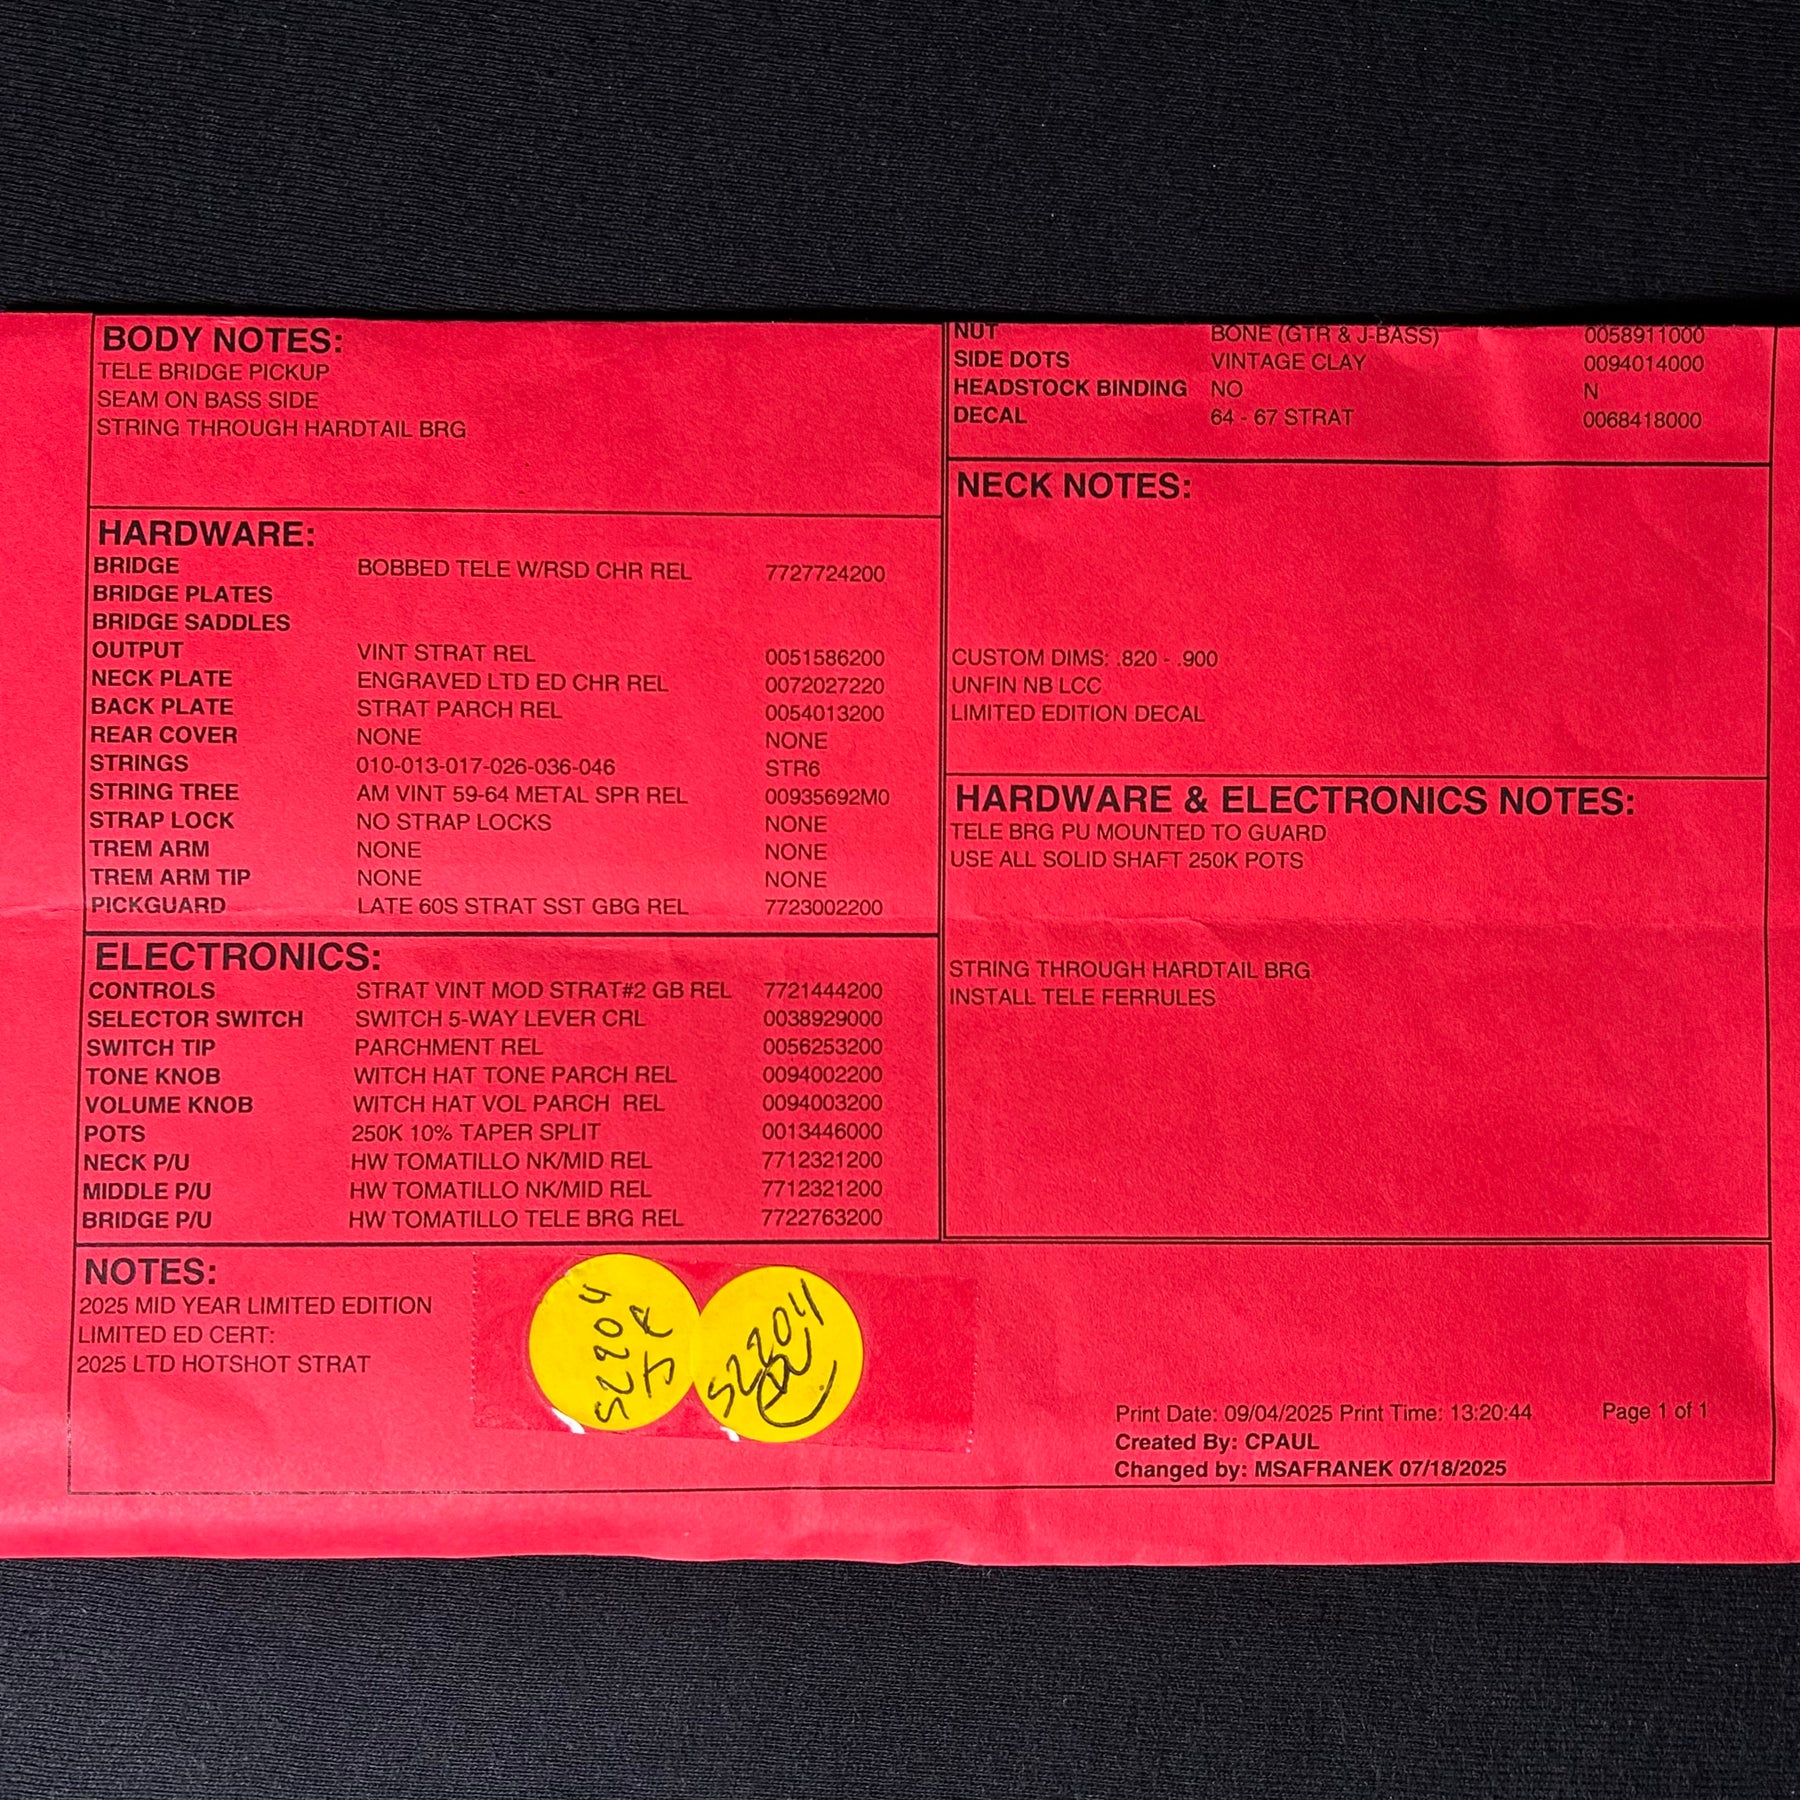 BODY NOTES:
TELE BRIDGE PICKUP
SEAM ON BASS SIDE
STRING THROUGH HARDTAIL BRG
HARDWARE:
BRIDGE BOBBED TELE W/RSD CHR REL 7727724200
BRIDGE PLATES
BRIDGE SADDLES
OUTPUT VINT STRAT REL 0051586200
NECK PLATE ENGRAVED LTD ED CHR REL 0072027220
BACK PLATE STRAT PARCH REL 0054013200
REAR COVER NONE NONE
STRINGS 010-013-017-026-036-046 STR6
STRING TREE AM VINT 59-64 METAL SPR REL 00935692M0
STRAP LOCK NO STRAP LOCKS NONE
TREM ARM NONE NONE
TREM ARM TIP NONE NONE
PICKGUARD LATE 60S STRAT SST GBG REL 7723002200
ELECTRONICS:
CONTROLS STRAT VINT MOD STRAT#2 GB REL 7721444200
SELECTOR SWITCH SWITCH 5-WAY LEVER CRL 0038929000
SWITCH TIP PARCHMENT REL 0056253200
TONE KNOB WITCH HAT TONE PARCH REL 0094002200
VOLUME KNOB WITCH HAT VOL PARCH REL 0094003200
POTS 250K 10% TAPER SPLIT 0013446000
NECK P/U HW TOMATILLO NK/MID REL 7712321200
MIDDLE P/U HW TOMATILLO NK/MID REL 7712321200
BRIDGE P/U HW TOMATILLO TELE BRG REL 7722763200
NUT BONE (GTR & J-BASS) 0058911000
SIDE DOTS VINTAGE CLAY 0094014000
HEADSTOCK BINDING NO N
DECAL 64 - 67 STRAT 0068418000
NECK NOTES:
CUSTOM DIMS: .820 - .900
UNFIN NB LCC
LIMITED EDITION DECAL
HARDWARE & ELECTRONICS NOTES:
TELE BRG PU MOUNTED TO GUARD
USE ALL SOLID SHAFT 250K POTS
STRING THROUGH HARDTAIL BRG
INSTALL TELE FERRULES
NOTES:
2025 MID YEAR LIMITED EDITION
LIMITED ED CERT:
2025 LTD HOTSHOT STRAT
S2204
S2204
Print Date: 09/04/2025 Print Time: 13:20:44 Page 1 of 1
Created By: CPAUL
Changed by: MSAFRANEK 07/18/2025